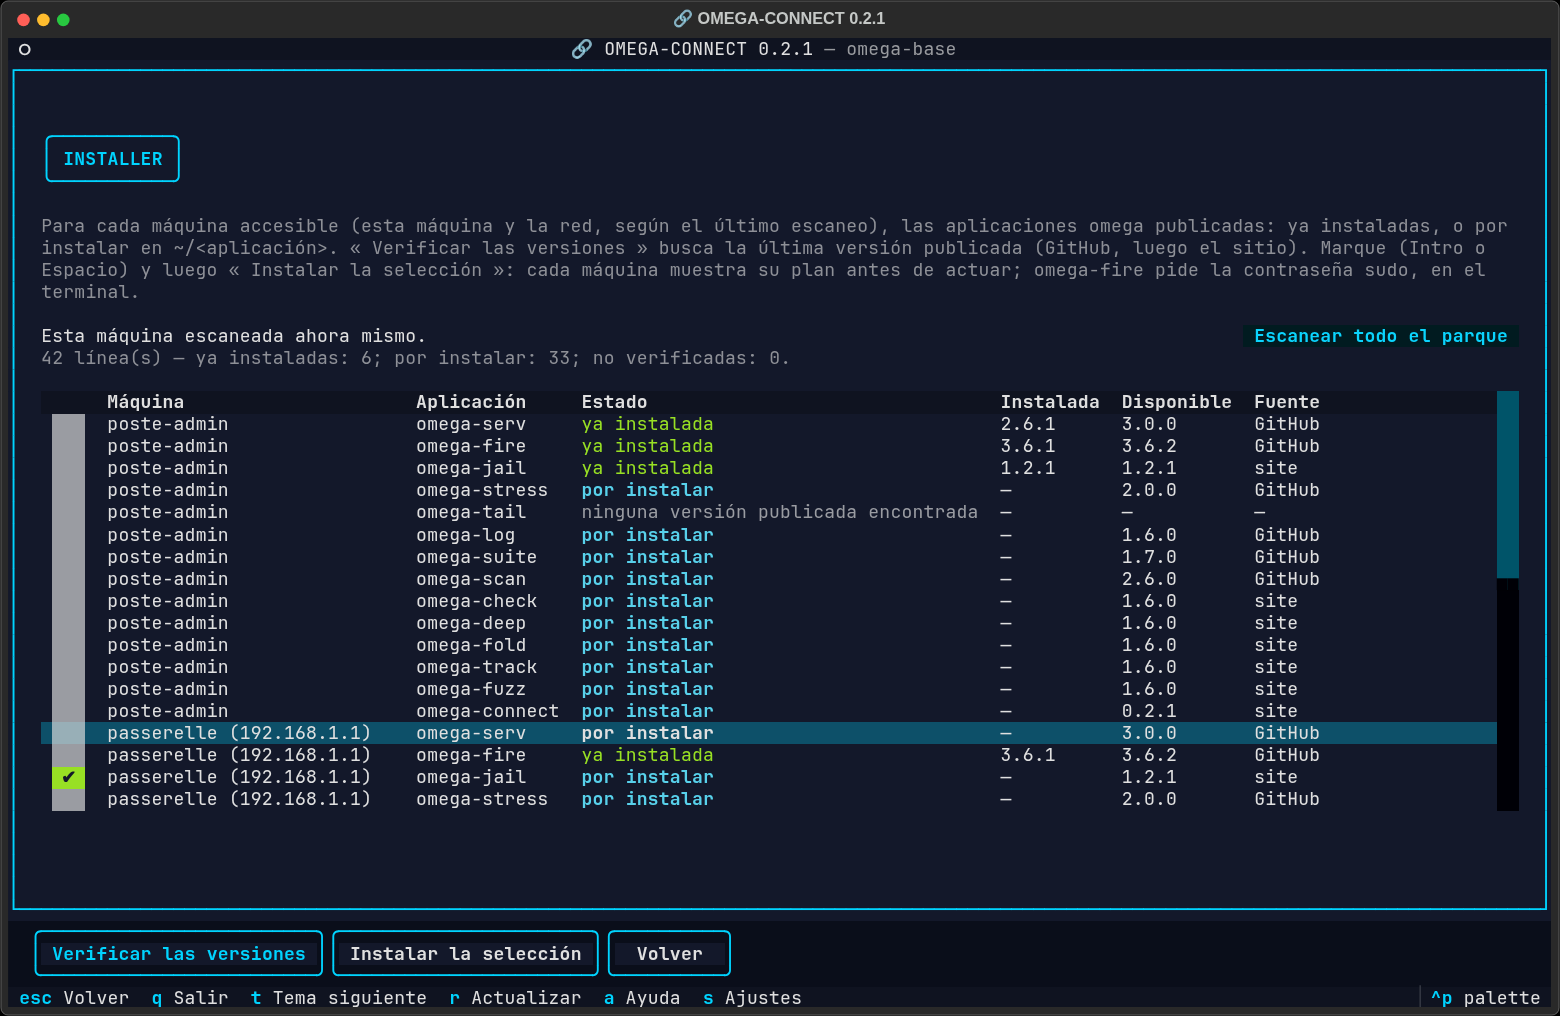 🔗 OMEGA-CONNECT 0.2.1
🔗 OMEGA-CONNECT 0.2.1 — omega-base
INSTALLER
Para cada máquina accesible (esta máquina y la red, según el último escaneo), las aplicaciones omega publicadas: ya instaladas, o por
instalar en ~/<aplicación>. « Verificar las versiones » busca la última versión publicada (GitHub, luego el sitio). Marque (Intro o
Espacio) y luego « Instalar la selección »: cada máquina muestra su plan antes de actuar; omega-fire pide la contraseña sudo, en el
terminal.
Esta máquina escaneada ahora mismo. Escanear todo el parque
42 línea(s) — ya instaladas: 6; por instalar: 33; no verificadas: 0.
Máquina Aplicación Estado Instalada Disponible Fuente
poste-admin omega-serv ya instalada 2.6.1 3.0.0 GitHub
poste-admin omega-fire ya instalada 3.6.1 3.6.2 GitHub
poste-admin omega-jail ya instalada 1.2.1 1.2.1 site
poste-admin omega-stress por instalar — 2.0.0 GitHub
poste-admin omega-tail ninguna versión publicada encontrada — — —
poste-admin omega-log por instalar — 1.6.0 GitHub
poste-admin omega-suite por instalar — 1.7.0 GitHub
poste-admin omega-scan por instalar — 2.6.0 GitHub
poste-admin omega-check por instalar — 1.6.0 site
poste-admin omega-deep por instalar — 1.6.0 site
poste-admin omega-fold por instalar — 1.6.0 site
poste-admin omega-track por instalar — 1.6.0 site
poste-admin omega-fuzz por instalar — 1.6.0 site
poste-admin omega-connect por instalar — 0.2.1 site
passerelle (192.168.1.1) omega-serv por instalar — 3.0.0 GitHub
passerelle (192.168.1.1) omega-fire ya instalada 3.6.1 3.6.2 GitHub
✔ passerelle (192.168.1.1) omega-jail por instalar — 1.2.1 site
passerelle (192.168.1.1) omega-stress por instalar — 2.0.0 GitHub
Verificar las versiones Instalar la selección Volver
esc Volver q Salir t Tema siguiente r Actualizar a Ayuda s Ajustes ^p palette